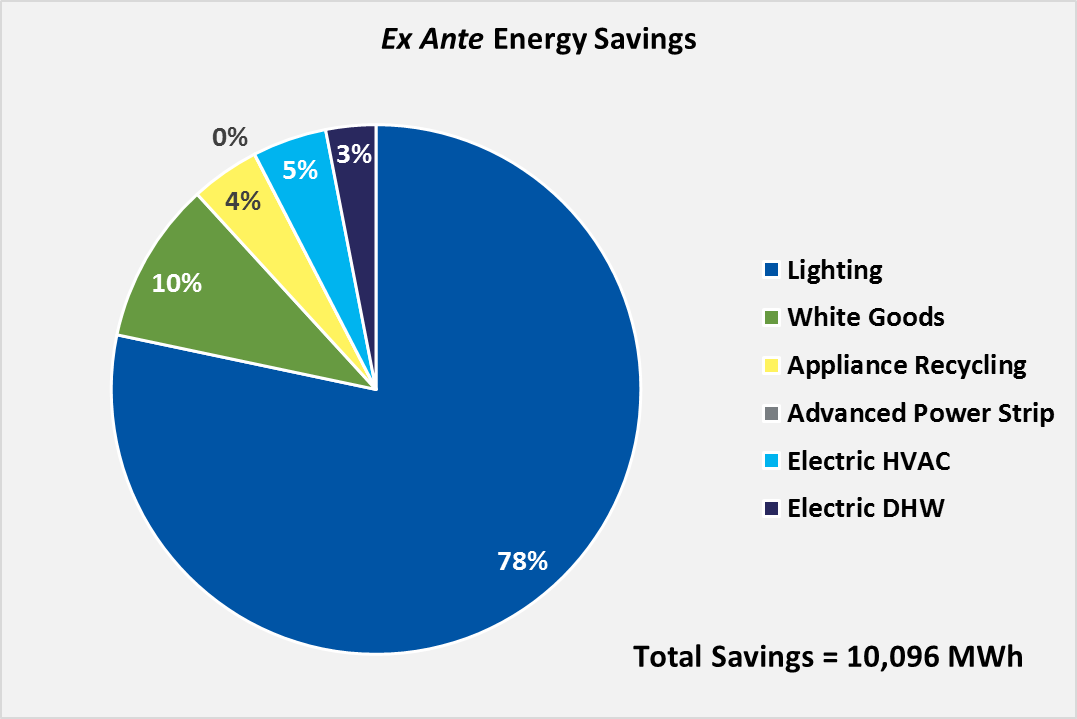 Ex Ante Energy Savings
0%
3%
5%
4%
10%
78%
Lighting
White Goods
Appliance Recycling
Advanced Power Strip
Electric HVAC
Electric DHW
Total Savings = 10,096 MWh